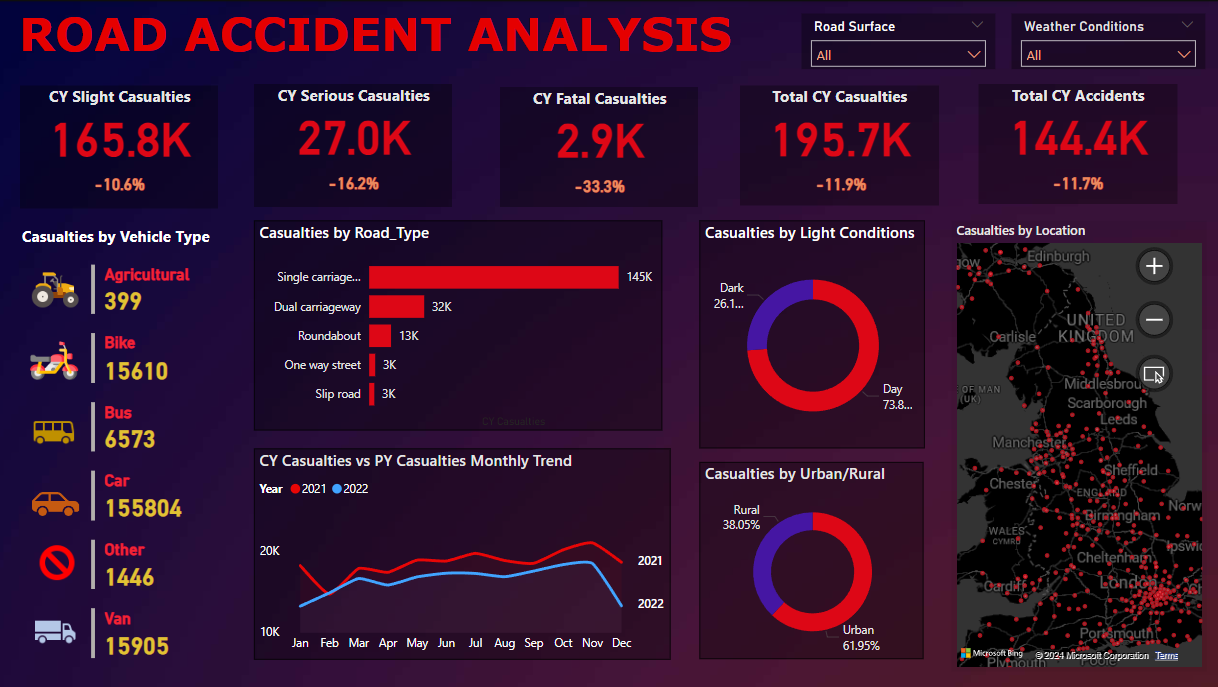 ROAD ACCIDENT ANALYSIS
Road Surface
All
Weather Conditions
All
CY Slight Casualties
165.8K
-10.6%
CY Serious Casualties
27.0K
-16.2%
CY Fatal Casualties
2.9K
-33.3%
Total CY Casualties
195.7K
-11.9%
Total CY Accidents
144.4K
-11.7%
Casualties by Vehicle Type
Agricultural
399
Bike
15610
Bus
6573
Car
155804
Other
1446
Van
15905
Casualties by Road_Type
Single carriage... 145K
Dual carriageway 32K
Roundabout 13K
One way street 3K
Slip road 3K
CY Casualties
CY Casualties vs PY Casualties Monthly Trend
Year 2021 2022
20K
10K
2021
2022
Jan Feb Mar Apr May Jun Jul Aug Sep Oct Nov Dec
Casualties by Light Conditions
Dark
26.1...
Day
73.8...
Casualties by Urban/Rural
Rural
38.05%
Urban
61.95%
Casualties by Location
gow
Edinburgh
UNITED
KINGDOM
Carlisle
OF MAN
(UK)
Middlesbrou
Scarborough
Leeds
Manchester
Sheffield
Chester
ENGLAND
Norw
Birmingham
WALES
CYMRU
Ipswic
Cheltenham
Cardiff
London
Portsmouth
Plymouth
Poole
Microsoft Bing
© 2024 Microsoft Corporation Terms